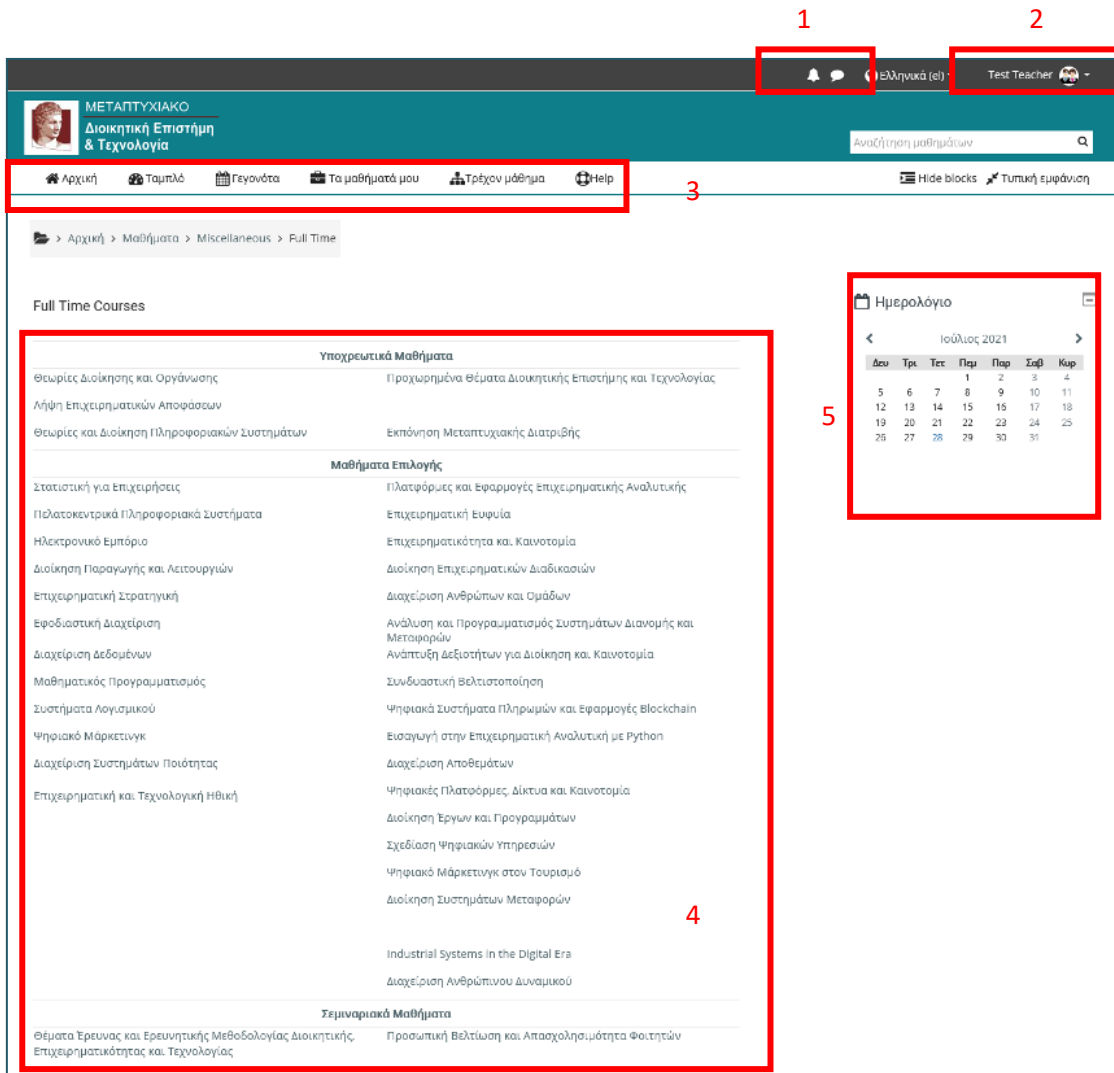 1
2
Ελληνικά (el)
Test Teacher
ΜΕΤΑΠΤΥΧΙΑΚΟ
Διοικητική Επιστήμη
& Τεχνολογία
Αναζήτηση μαθημάτων
Αρχική Ταμπλό Γεγονότα Τα μαθήματά μου Τρέχον μάθημα Help
3
Hide blocks Τυπική εμφάνιση
> Αρχική > Μαθήματα > Miscellaneous > Full Time
Full Time Courses
Υποχρεωτικά Μαθήματα
Θεωρίες Διοίκησης και Οργάνωσης Προχωρημένα Θέματα Διοικητικής Επιστήμης και Τεχνολογίας
Λήψη Επιχειρηματικών Αποφάσεων
Θεωρίες και Διοίκηση Πληροφοριακών Συστημάτων Εκπόνηση Μεταπτυχιακής Διατριβής
Μαθήματα Επιλογής
Στατιστική για Επιχειρήσεις Πλατφόρμες και Εφαρμογές Επιχειρηματικής Αναλυτικής
Πελατοκεντρικά Πληροφοριακά Συστήματα Επιχειρηματική Ευφυία
Ηλεκτρονικό Εμπόριο Επιχειρηματικότητα και Καινοτομία
Διοίκηση Παραγωγής και Λειτουργιών Διοίκηση Επιχειρηματικών Διαδικασιών
Επιχειρηματική Στρατηγική Διαχείριση Ανθρώπων και Ομάδων
Εφοδιαστική Διαχείριση Ανάλυση και Προγραμματισμός Συστημάτων Διανομής και
Μεταφορών
Διαχείριση Δεδομένων Ανάπτυξη Δεξιοτήτων για Διοίκηση και Καινοτομία
Μαθηματικός Προγραμματισμός Συνδυαστική Βελτιστοποίηση
Συστήματα Λογισμικού Ψηφιακά Συστήματα Πληρωμών και Εφαρμογές Blockchain
Ψηφιακό Μάρκετινγκ Εισαγωγή στην Επιχειρηματική Αναλυτική με Python
Διαχείριση Συστημάτων Ποιότητας Διαχείριση Αποθεμάτων
Επιχειρηματική και Τεχνολογική Ηθική Ψηφιακές Πλατφόρμες, Δίκτυα και Καινοτομία
Διοίκηση Έργων και Προγραμμάτων
Σχεδίαση Ψηφιακών Υπηρεσιών
Ψηφιακό Μάρκετινγκ στον Τουρισμό
Διοίκηση Συστημάτων Μεταφορών
4
Industrial Systems in the Digital Era
Διαχείριση Ανθρώπινου Δυναμικού
Σεμιναριακά Μαθήματα
Θέματα Έρευνας και Ερευνητικής Μεθοδολογίας Διοικητικής, Προσωπική Βελτίωση και Απασχολησιμότητα Φοιτητών
Επιχειρηματικότητας και Τεχνολογίας
Ημερολόγιο
Ιούλιος 2021
Δευ Τρι Τετ Πεμ Παρ Σαβ Κυρ
1 2 3 4
5 6 7 8 9 10 11
12 13 14 15 16 17 18
19 20 21 22 23 24 25
26 27 28 29 30 31
5